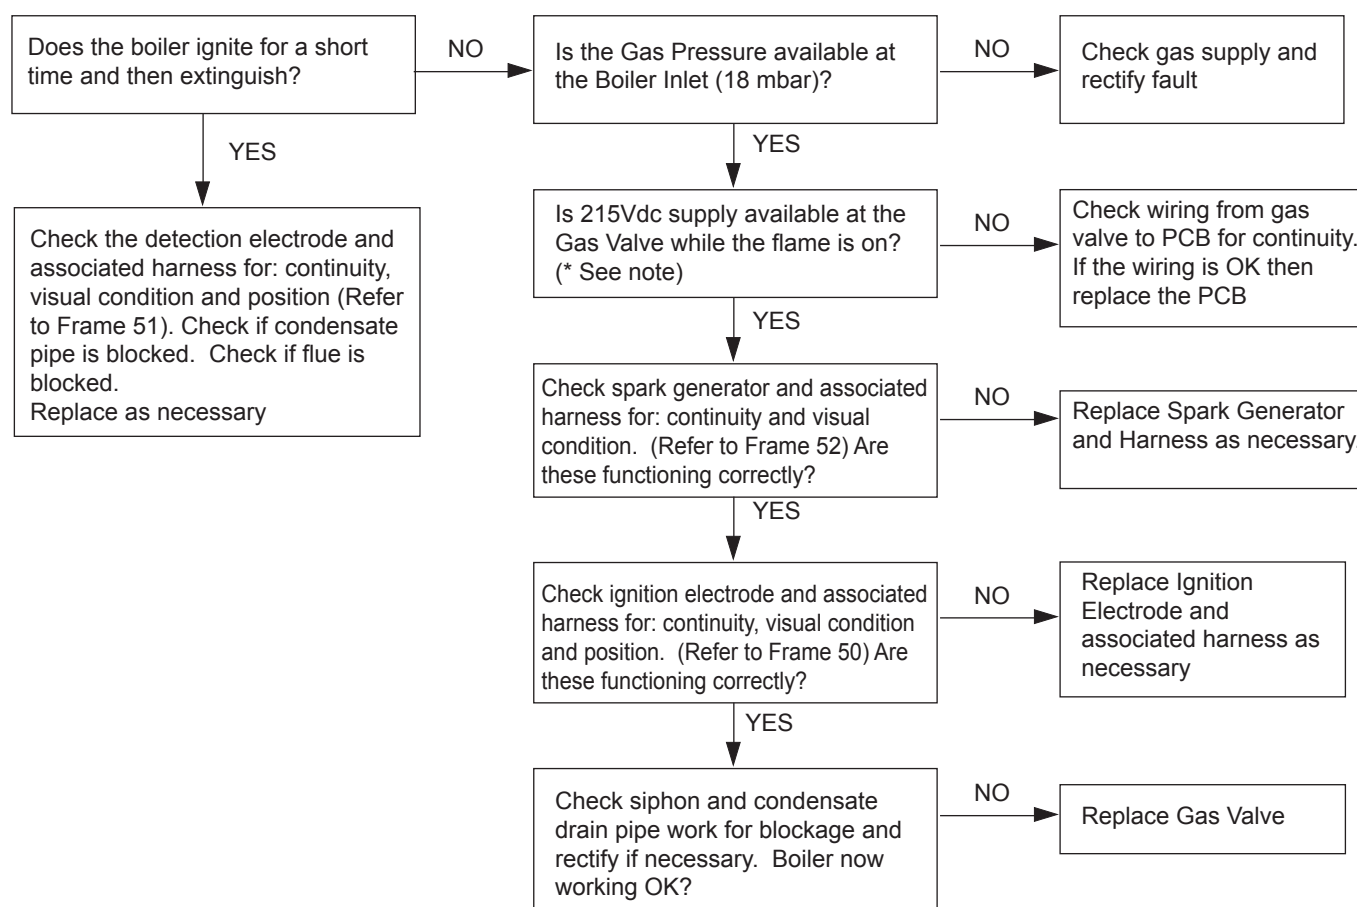 Does the boiler ignite for a short
time and then extinguish?
NO
Is the Gas Pressure available at
the Boiler Inlet (18 mbar)?
NO
Check gas supply and
rectify fault
YES
YES
Check the detection electrode and
associated harness for: continuity,
visual condition and position (Refer
to Frame 51). Check if condensate
pipe is blocked.  Check if flue is
blocked.
Replace as necessary
Is 215Vdc supply available at the
Gas Valve while the flame is on?
(* See note)
NO
Check wiring from gas
valve to PCB for continuity.
If the wiring is OK then
replace the PCB
YES
Check spark generator and associated
harness for: continuity and visual
condition.  (Refer to Frame 52) Are
these functioning correctly?
NO
Replace Spark Generator
and Harness as necessary.
YES
Check ignition electrode and associated
harness for: continuity, visual condition
and position.  (Refer to Frame 50) Are
these functioning correctly?
NO
Replace Ignition
Electrode and
associated harness as
necessary
YES
Check siphon and condensate
drain pipe work for blockage and
rectify if necessary.  Boiler now
working OK?
NO
Replace Gas Valve